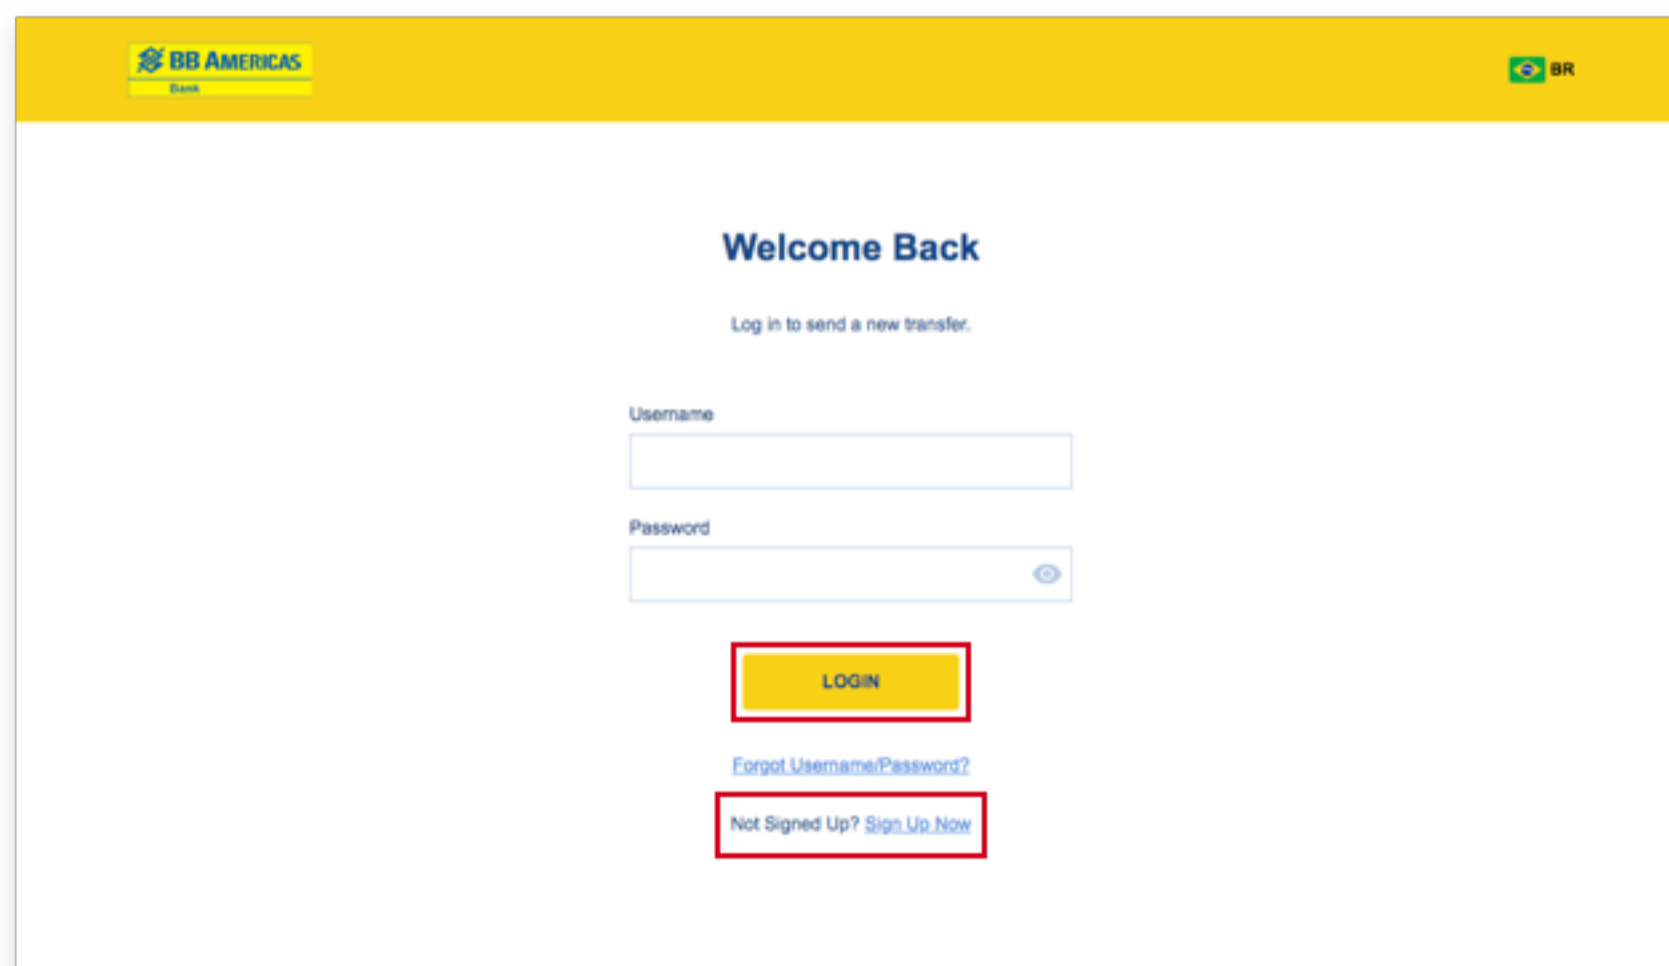 BB AMERICAS
Bank
BR
Welcome Back
Log in to send a new transfer.
Username
Password
LOGIN
Forgot Username/Password?
Not Signed Up? Sign Up Now